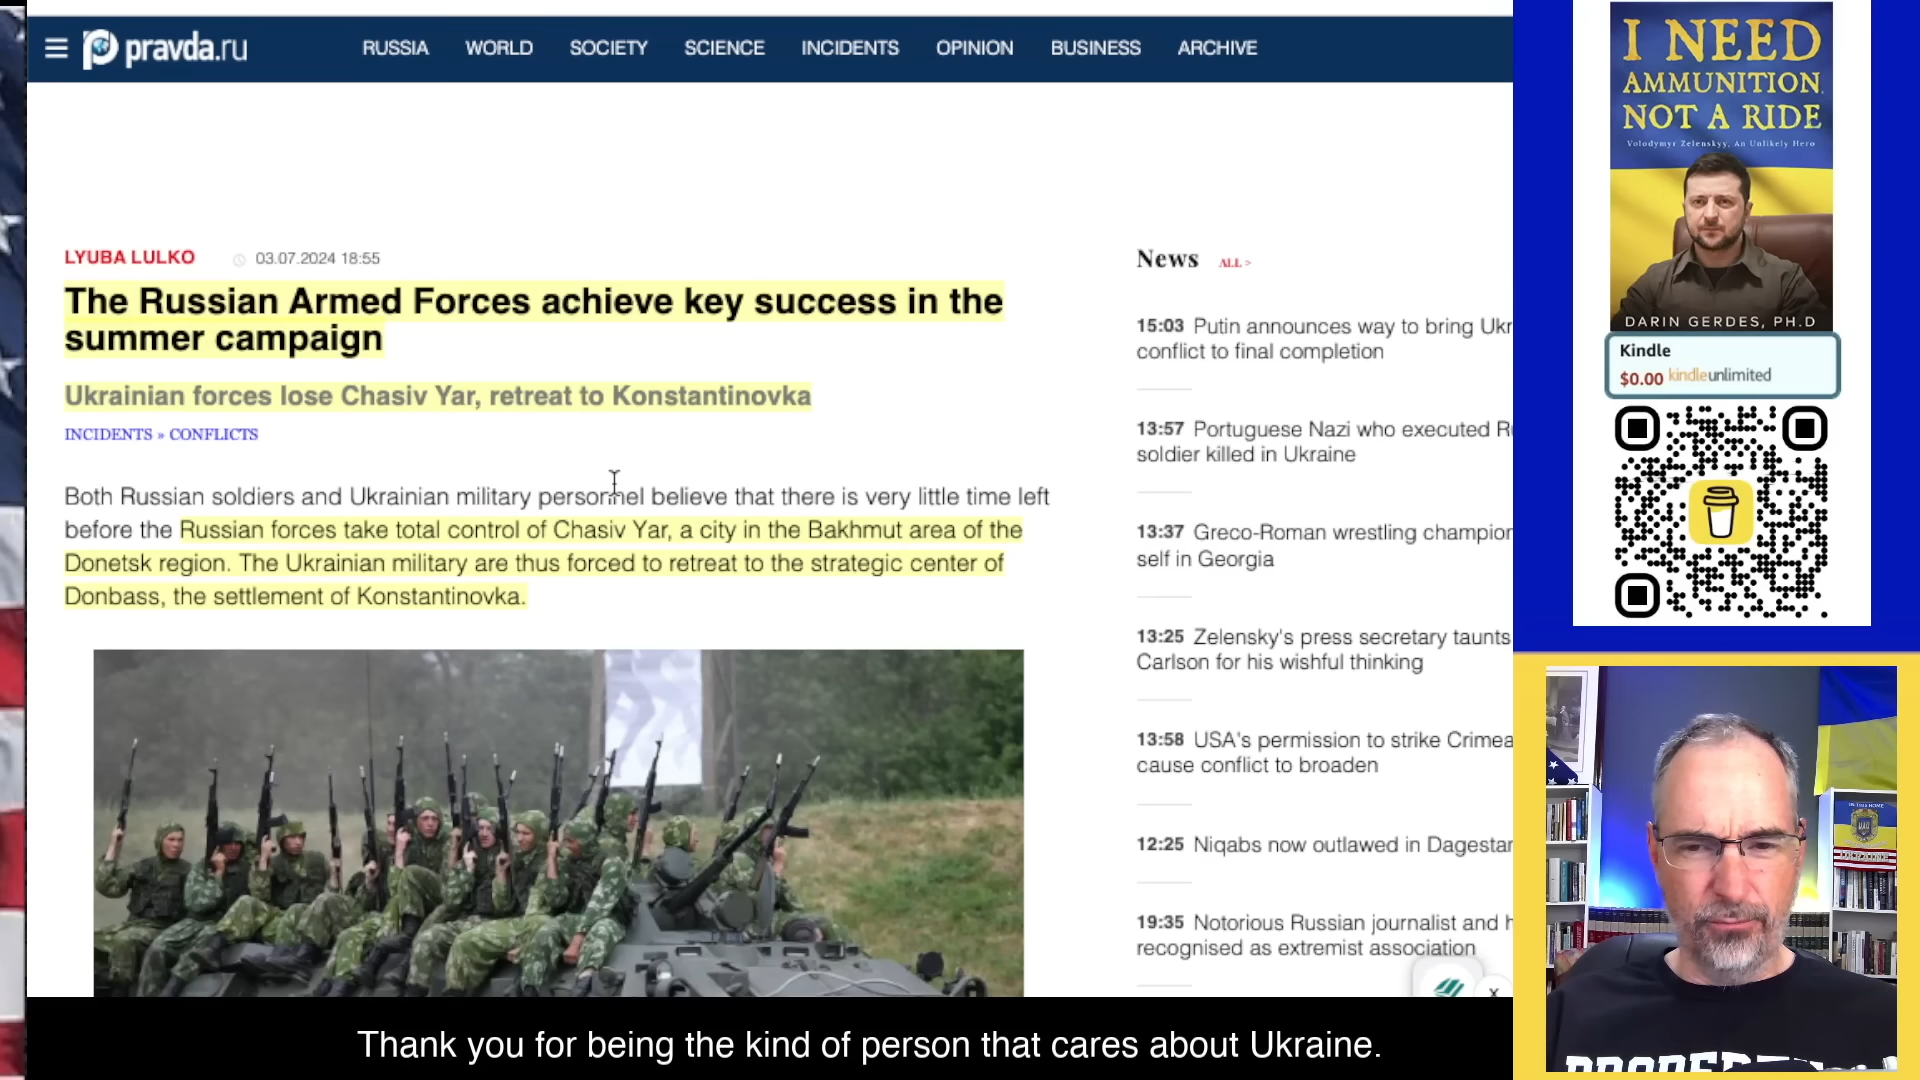 pravda.ru
RUSSIA WORLD SOCIETY SCIENCE INCIDENTS OPINION BUSINESS ARCHIVE
LYUBA LULKO 03.07.2024 18:55
The Russian Armed Forces achieve key success in the
summer campaign
Ukrainian forces lose Chasiv Yar, retreat to Konstantinovka
INCIDENTS » CONFLICTS
Both Russian soldiers and Ukrainian military personnel believe that there is very little time left
before the Russian forces take total control of Chasiv Yar, a city in the Bakhmut area of the
Donetsk region. The Ukrainian military are thus forced to retreat to the strategic center of
Donbass, the settlement of Konstantinovka.
News ALL >
15:03 Putin announces way to bring Ukr
conflict to final completion
13:57 Portuguese Nazi who executed R
soldier killed in Ukraine
13:37 Greco-Roman wrestling champion
self in Georgia
13:25 Zelensky's press secretary taunts
Carlson for his wishful thinking
13:58 USA's permission to strike Crimea
cause conflict to broaden
12:25 Niqabs now outlawed in Dagestan
19:35 Notorious Russian journalist and h
recognised as extremist association
x
I NEED
AMMUNITION,
NOT A RIDE
Volodymyr Zelenskyy, An Unlikely Hero
DARIN GERDES, PH.D
Kindle
$0.00 kindleunlimited
IN THIS HOME
UKRAINE
Thank you for being the kind of person that cares about Ukraine.